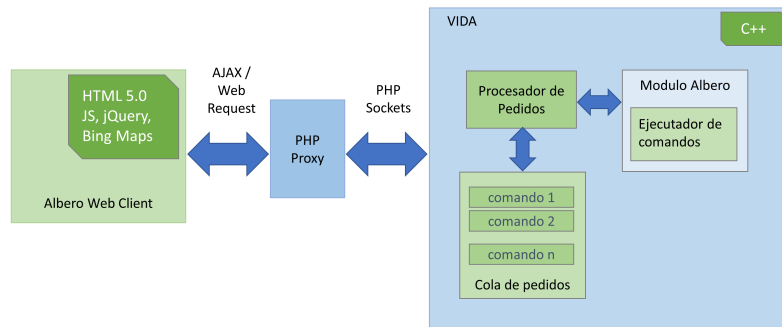 HTML 5.0
JS, jQuery,
Bing Maps
Albero Web Client
AJAX /
Web
Request
PHP
Proxy
PHP
Sockets
VIDA
C++
Procesador de
Pedidos
Modulo Albero
Ejecutador de
comandos
comando 1
comando 2
comando n
Cola de pedidos